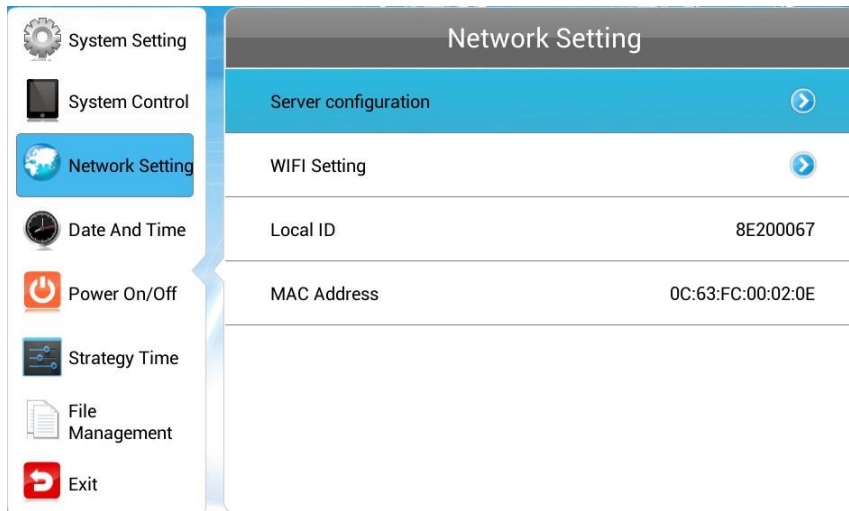 System Setting
System Control
Network Setting
Date And Time
Power On/Off
Strategy Time
File
Management
Exit
Network Setting
Server configuration
WIFI Setting
Local ID 8E200067
MAC Address 0C:63:FC:00:02:0E